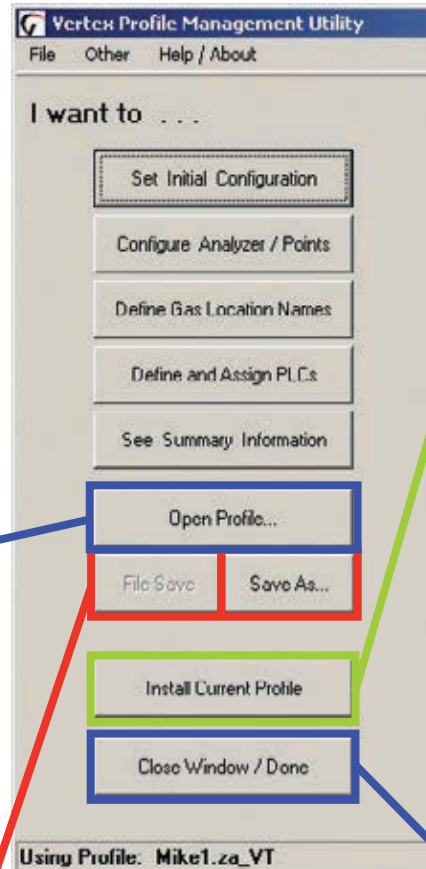 Vertex Profile Management Utility
File Other Help / About
I want to . . .
Set Initial Configuration
Configure Analyzer / Points
Define Gas Location Names
Define and Assign PLCs
See Summary Information
Open Profile...
File Save Save As...
Install Current Profile
Close Window / Done
Using Profile: Mike1.za_VT